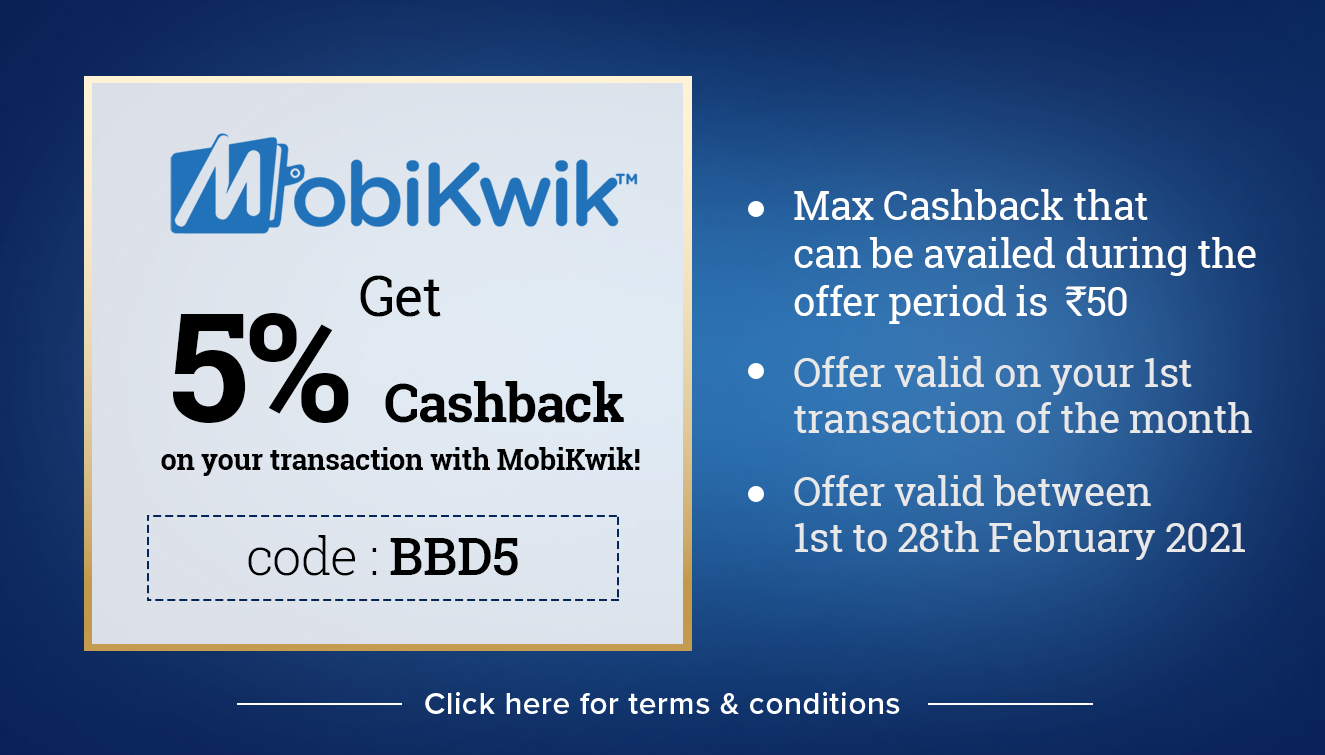 MobiKwik™
Get
5% Cashback
on your transaction with MobiKwik!
code : BBD5
Max Cashback that
can be availed during the
offer period is ₹50
Offer valid on your 1st
transaction of the month
Offer valid between
1st to 28th February 2021
Click here for terms & conditions